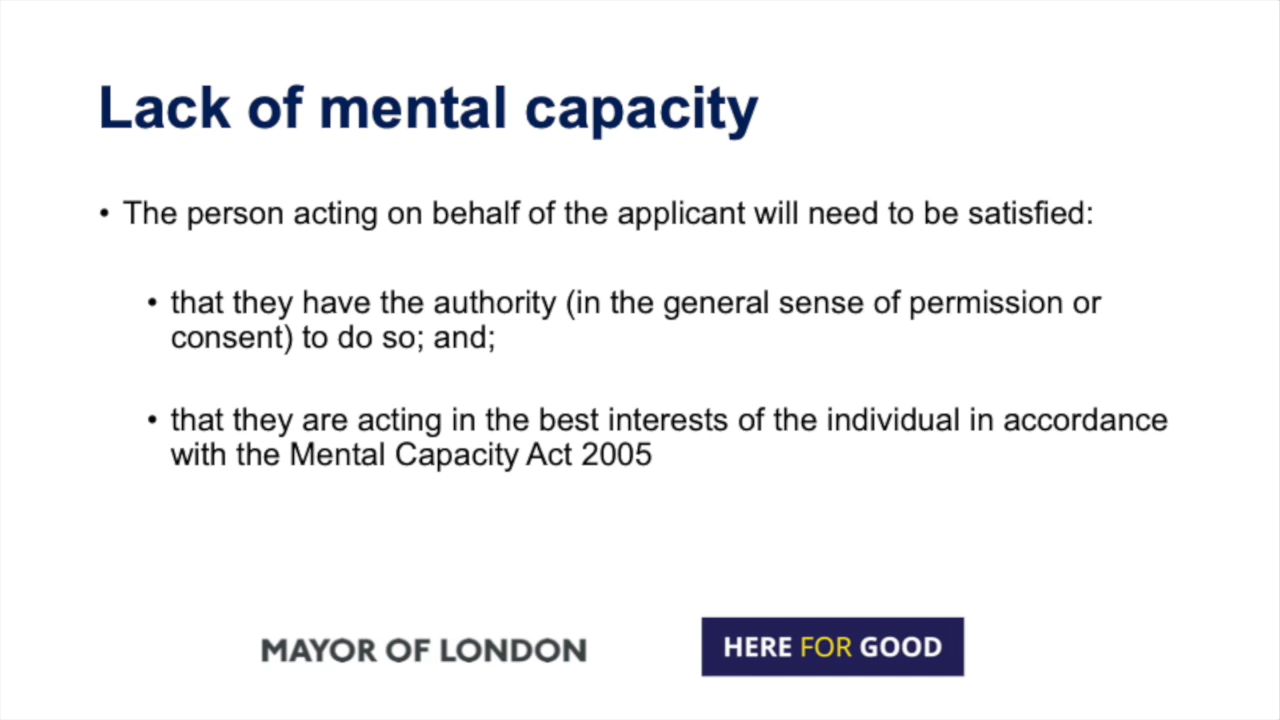 Lack of mental capacity
• The person acting on behalf of the applicant will need to be satisfied:
• that they have the authority (in the general sense of permission or
consent) to do so; and;
• that they are acting in the best interests of the individual in accordance
with the Mental Capacity Act 2005
MAYOR OF LONDON
HERE FOR GOOD